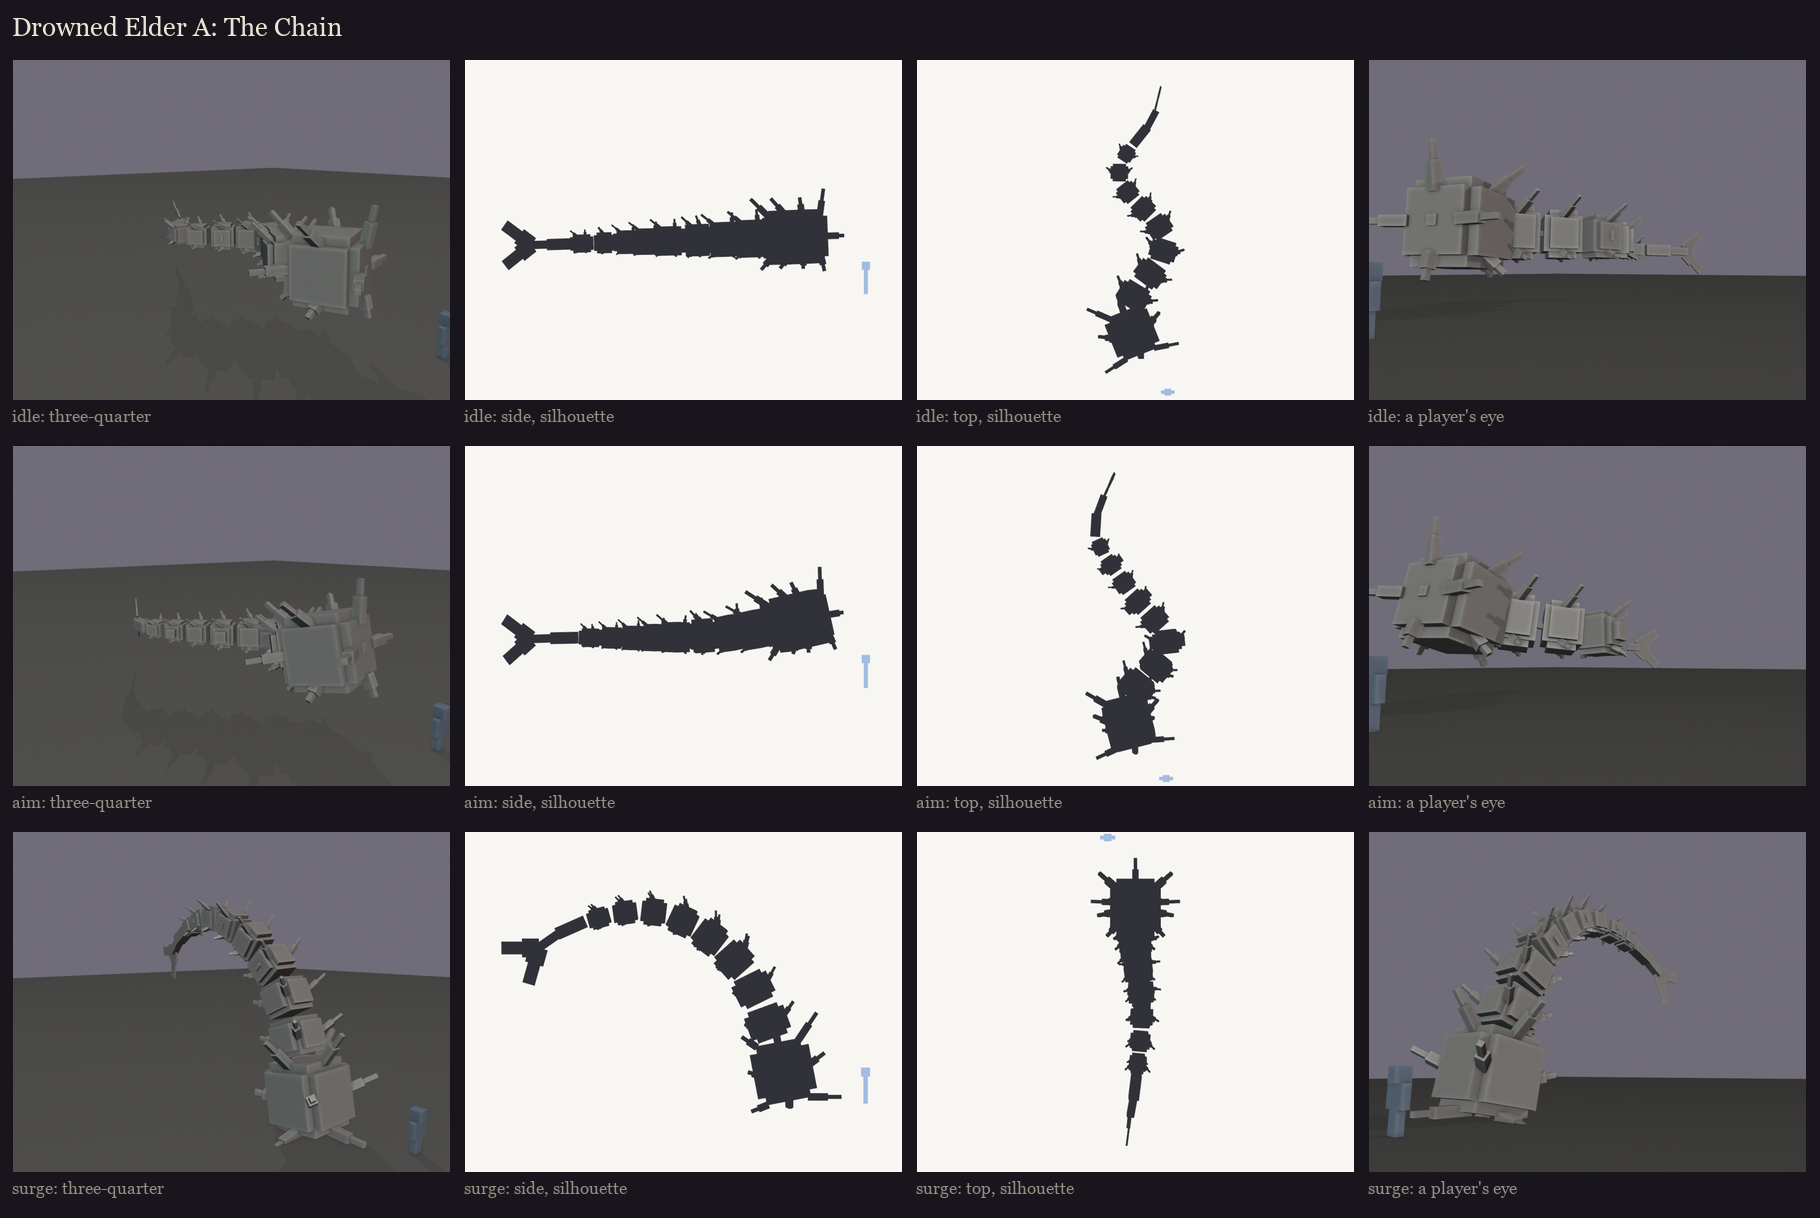 Drowned Elder A: The Chain
idle: three-quarter
idle: side, silhouette
idle: top, silhouette
idle: a player's eye
aim: three-quarter
aim: side, silhouette
aim: top, silhouette
aim: a player's eye
surge: three-quarter
surge: side, silhouette
surge: top, silhouette
surge: a player's eye